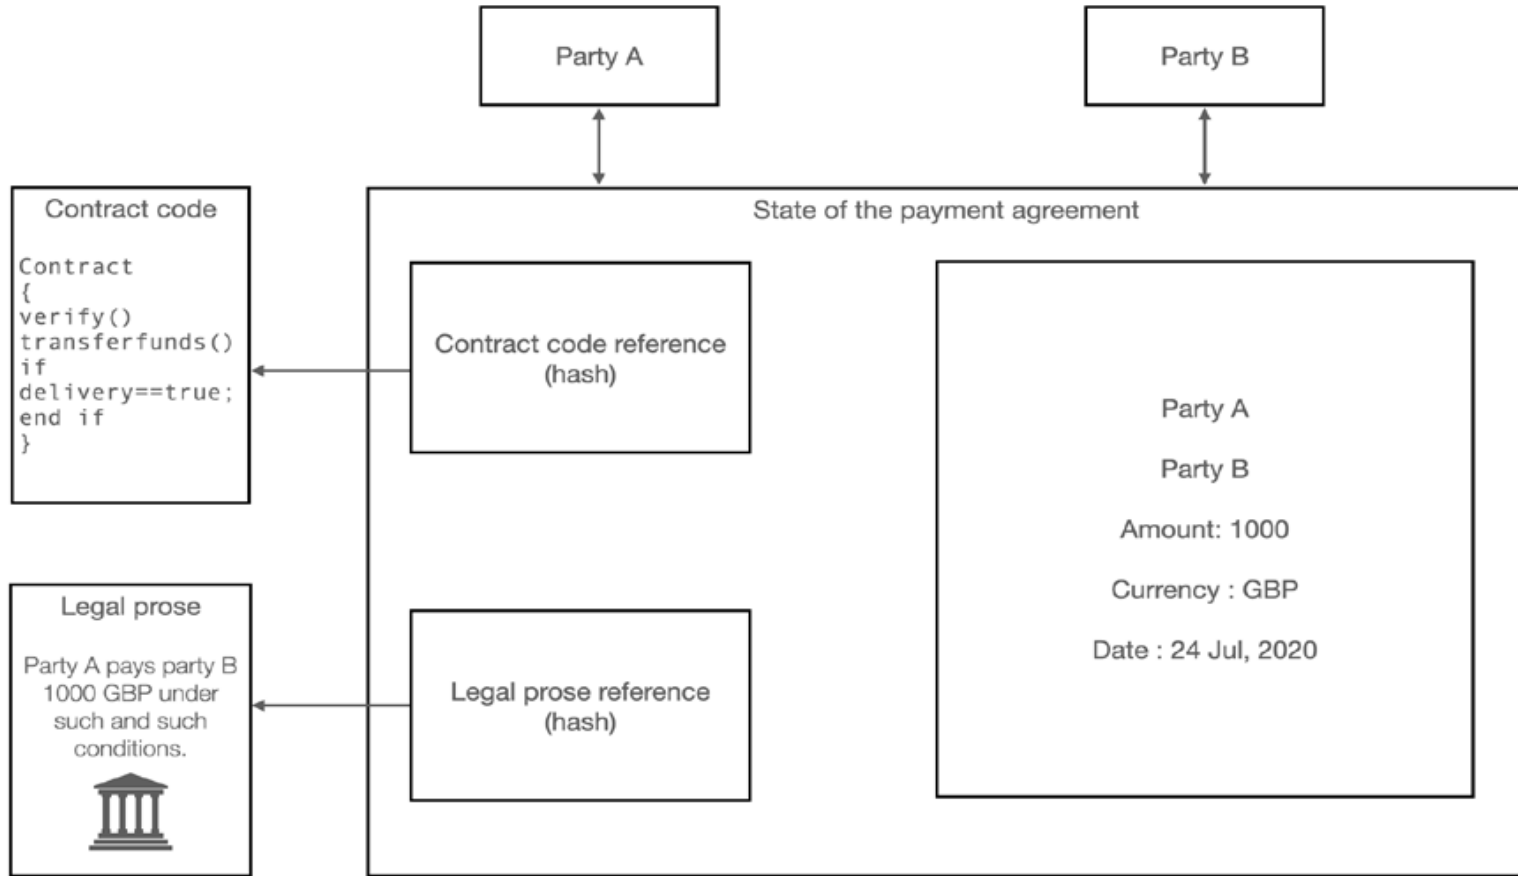 Party A
Party B
Contract code
Contract
{
verify()
transferfunds()
if
delivery==true;
end if
}
State of the payment agreement
Contract code reference
(hash)
Party A
Party B
Amount: 1000
Currency : GBP
Date : 24 Jul, 2020
Legal prose
Party A pays party B
1000 GBP under
such and such
conditions.
Legal prose reference
(hash)